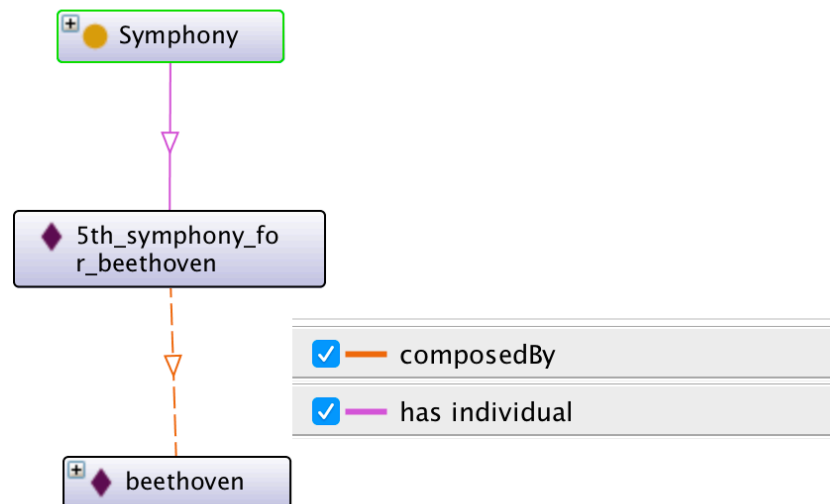 Symphony
5th_symphony_fo
r_beethoven
composedBy
has individual
beethoven